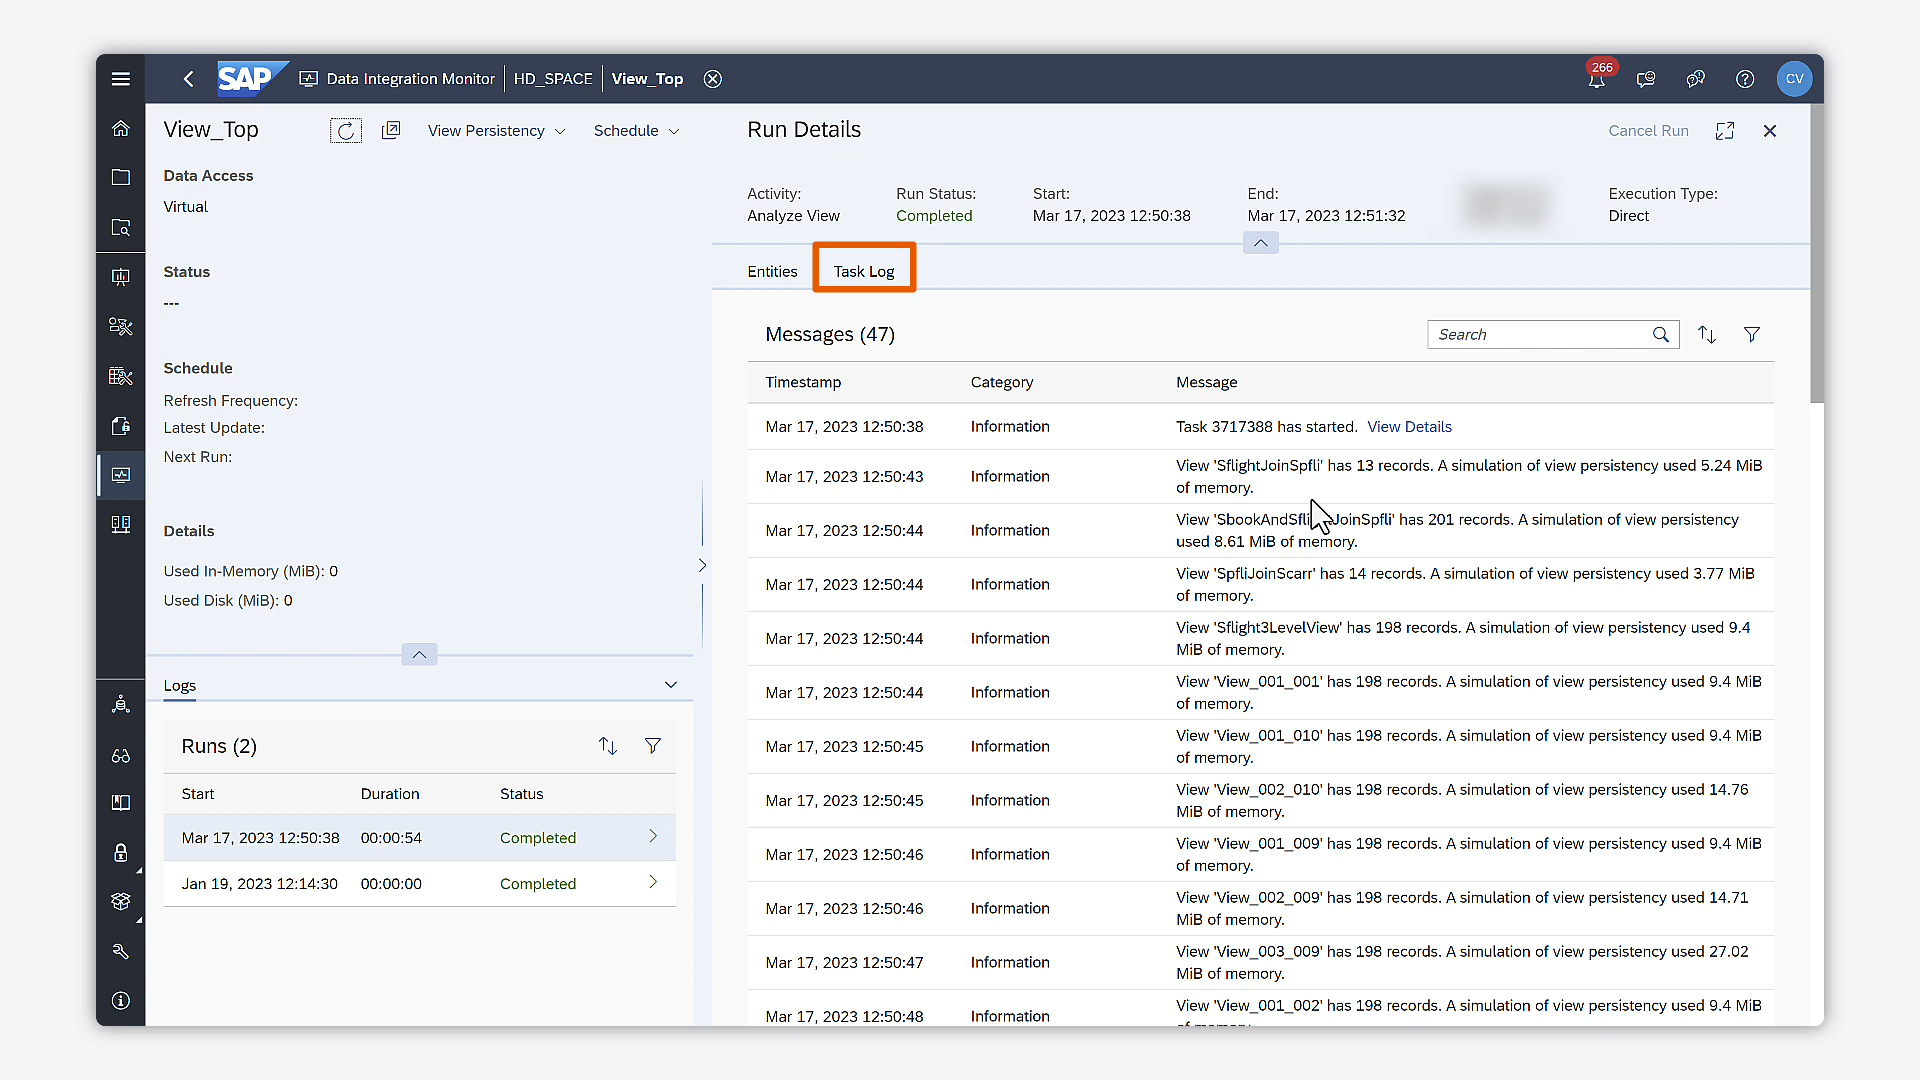 SAP Data Integration Monitor HD_SPACE View_Top 266 CV
View_Top View Persistency Schedule
Data Access
Virtual
Status
---
Schedule
Refresh Frequency:
Latest Update:
Next Run:
Details
Used In-Memory (MiB): 0
Used Disk (MiB): 0
Logs
Runs (2)
Start Duration Status
Mar 17, 2023 12:50:38 00:00:54 Completed
Jan 19, 2023 12:14:30 00:00:00 Completed
Run Details Cancel Run
Activity: Run Status: Start: End: Execution Type:
Analyze View Completed Mar 17, 2023 12:50:38 Mar 17, 2023 12:51:32 Direct
Entities Task Log
Messages (47) Search
Timestamp Category Message
Mar 17, 2023 12:50:38 Information Task 3717388 has started. View Details
Mar 17, 2023 12:50:43 Information View 'SflightJoinSpfli' has 13 records. A simulation of view persistency used 5.24 MiB
of memory.
Mar 17, 2023 12:50:44 Information View has 201 records. A simulation of view persistency
used 8.61 MiB of memory.
Mar 17, 2023 12:50:44 Information View 'SpfliJoinScarr' has 14 records. A simulation of view persistency used 3.77 MiB
of memory.
Mar 17, 2023 12:50:44 Information View 'Sflight3LevelView' has 198 records. A simulation of view persistency used 9.4
MiB of memory.
Mar 17, 2023 12:50:44 Information View 'View_001_001' has 198 records. A simulation of view persistency used 9.4 MiB
of memory.
Mar 17, 2023 12:50:45 Information View 'View_001_010' has 198 records. A simulation of view persistency used 9.4 MiB
of memory.
Mar 17, 2023 12:50:45 Information View 'View_002_010' has 198 records. A simulation of view persistency used 14.76
MiB of memory.
Mar 17, 2023 12:50:46 Information View 'View_001_009' has 198 records. A simulation of view persistency used 9.4 MiB
of memory.
Mar 17, 2023 12:50:46 Information View 'View_002_009' has 198 records. A simulation of view persistency used 14.71
MiB of memory.
Mar 17, 2023 12:50:47 Information View 'View_003_009' has 198 records. A simulation of view persistency used 27.02
MiB of memory.
Mar 17, 2023 12:50:48 Information View 'View_001_002' has 198 records. A simulation of view persistency used 9.4 MiB